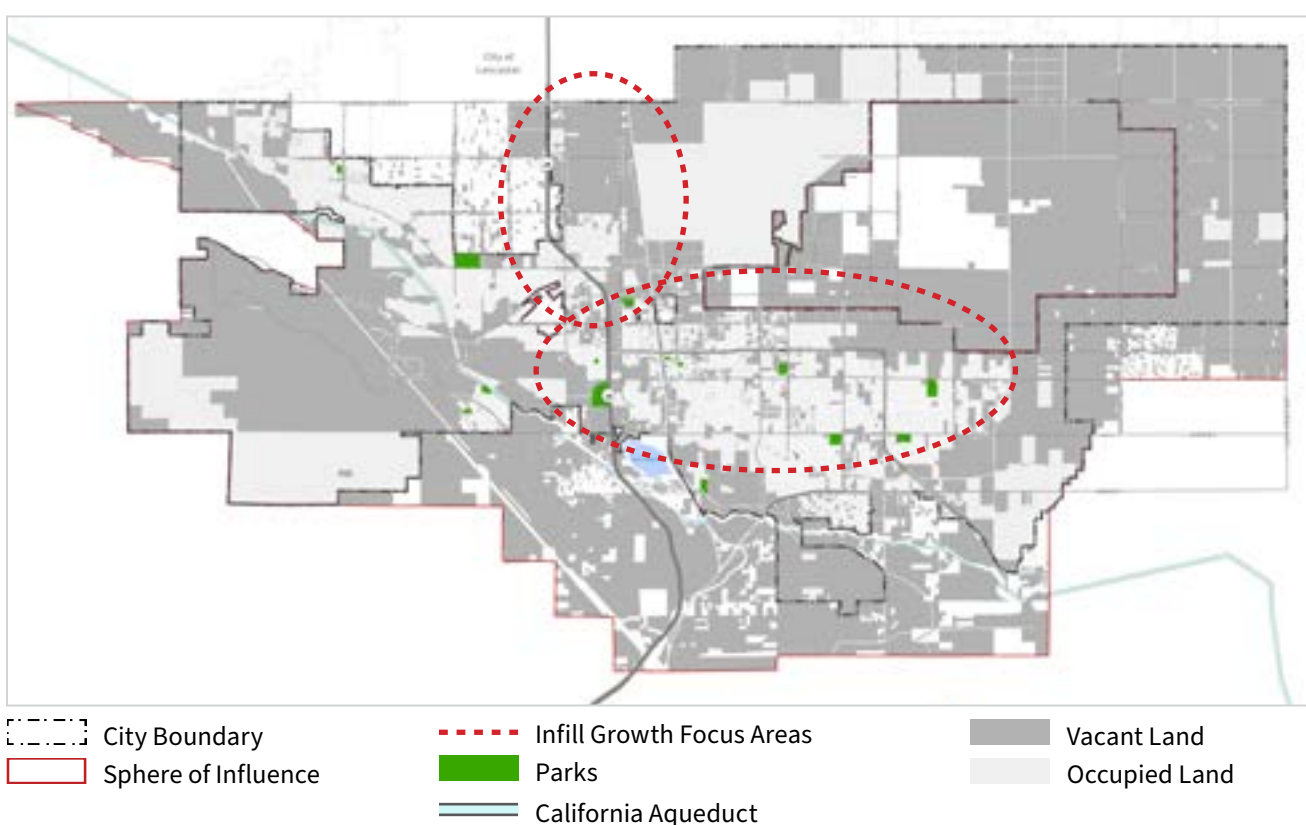 City of
Lancaster
City Boundary
Sphere of Influence
Infill Growth Focus Areas
Parks
California Aqueduct
Vacant Land
Occupied Land